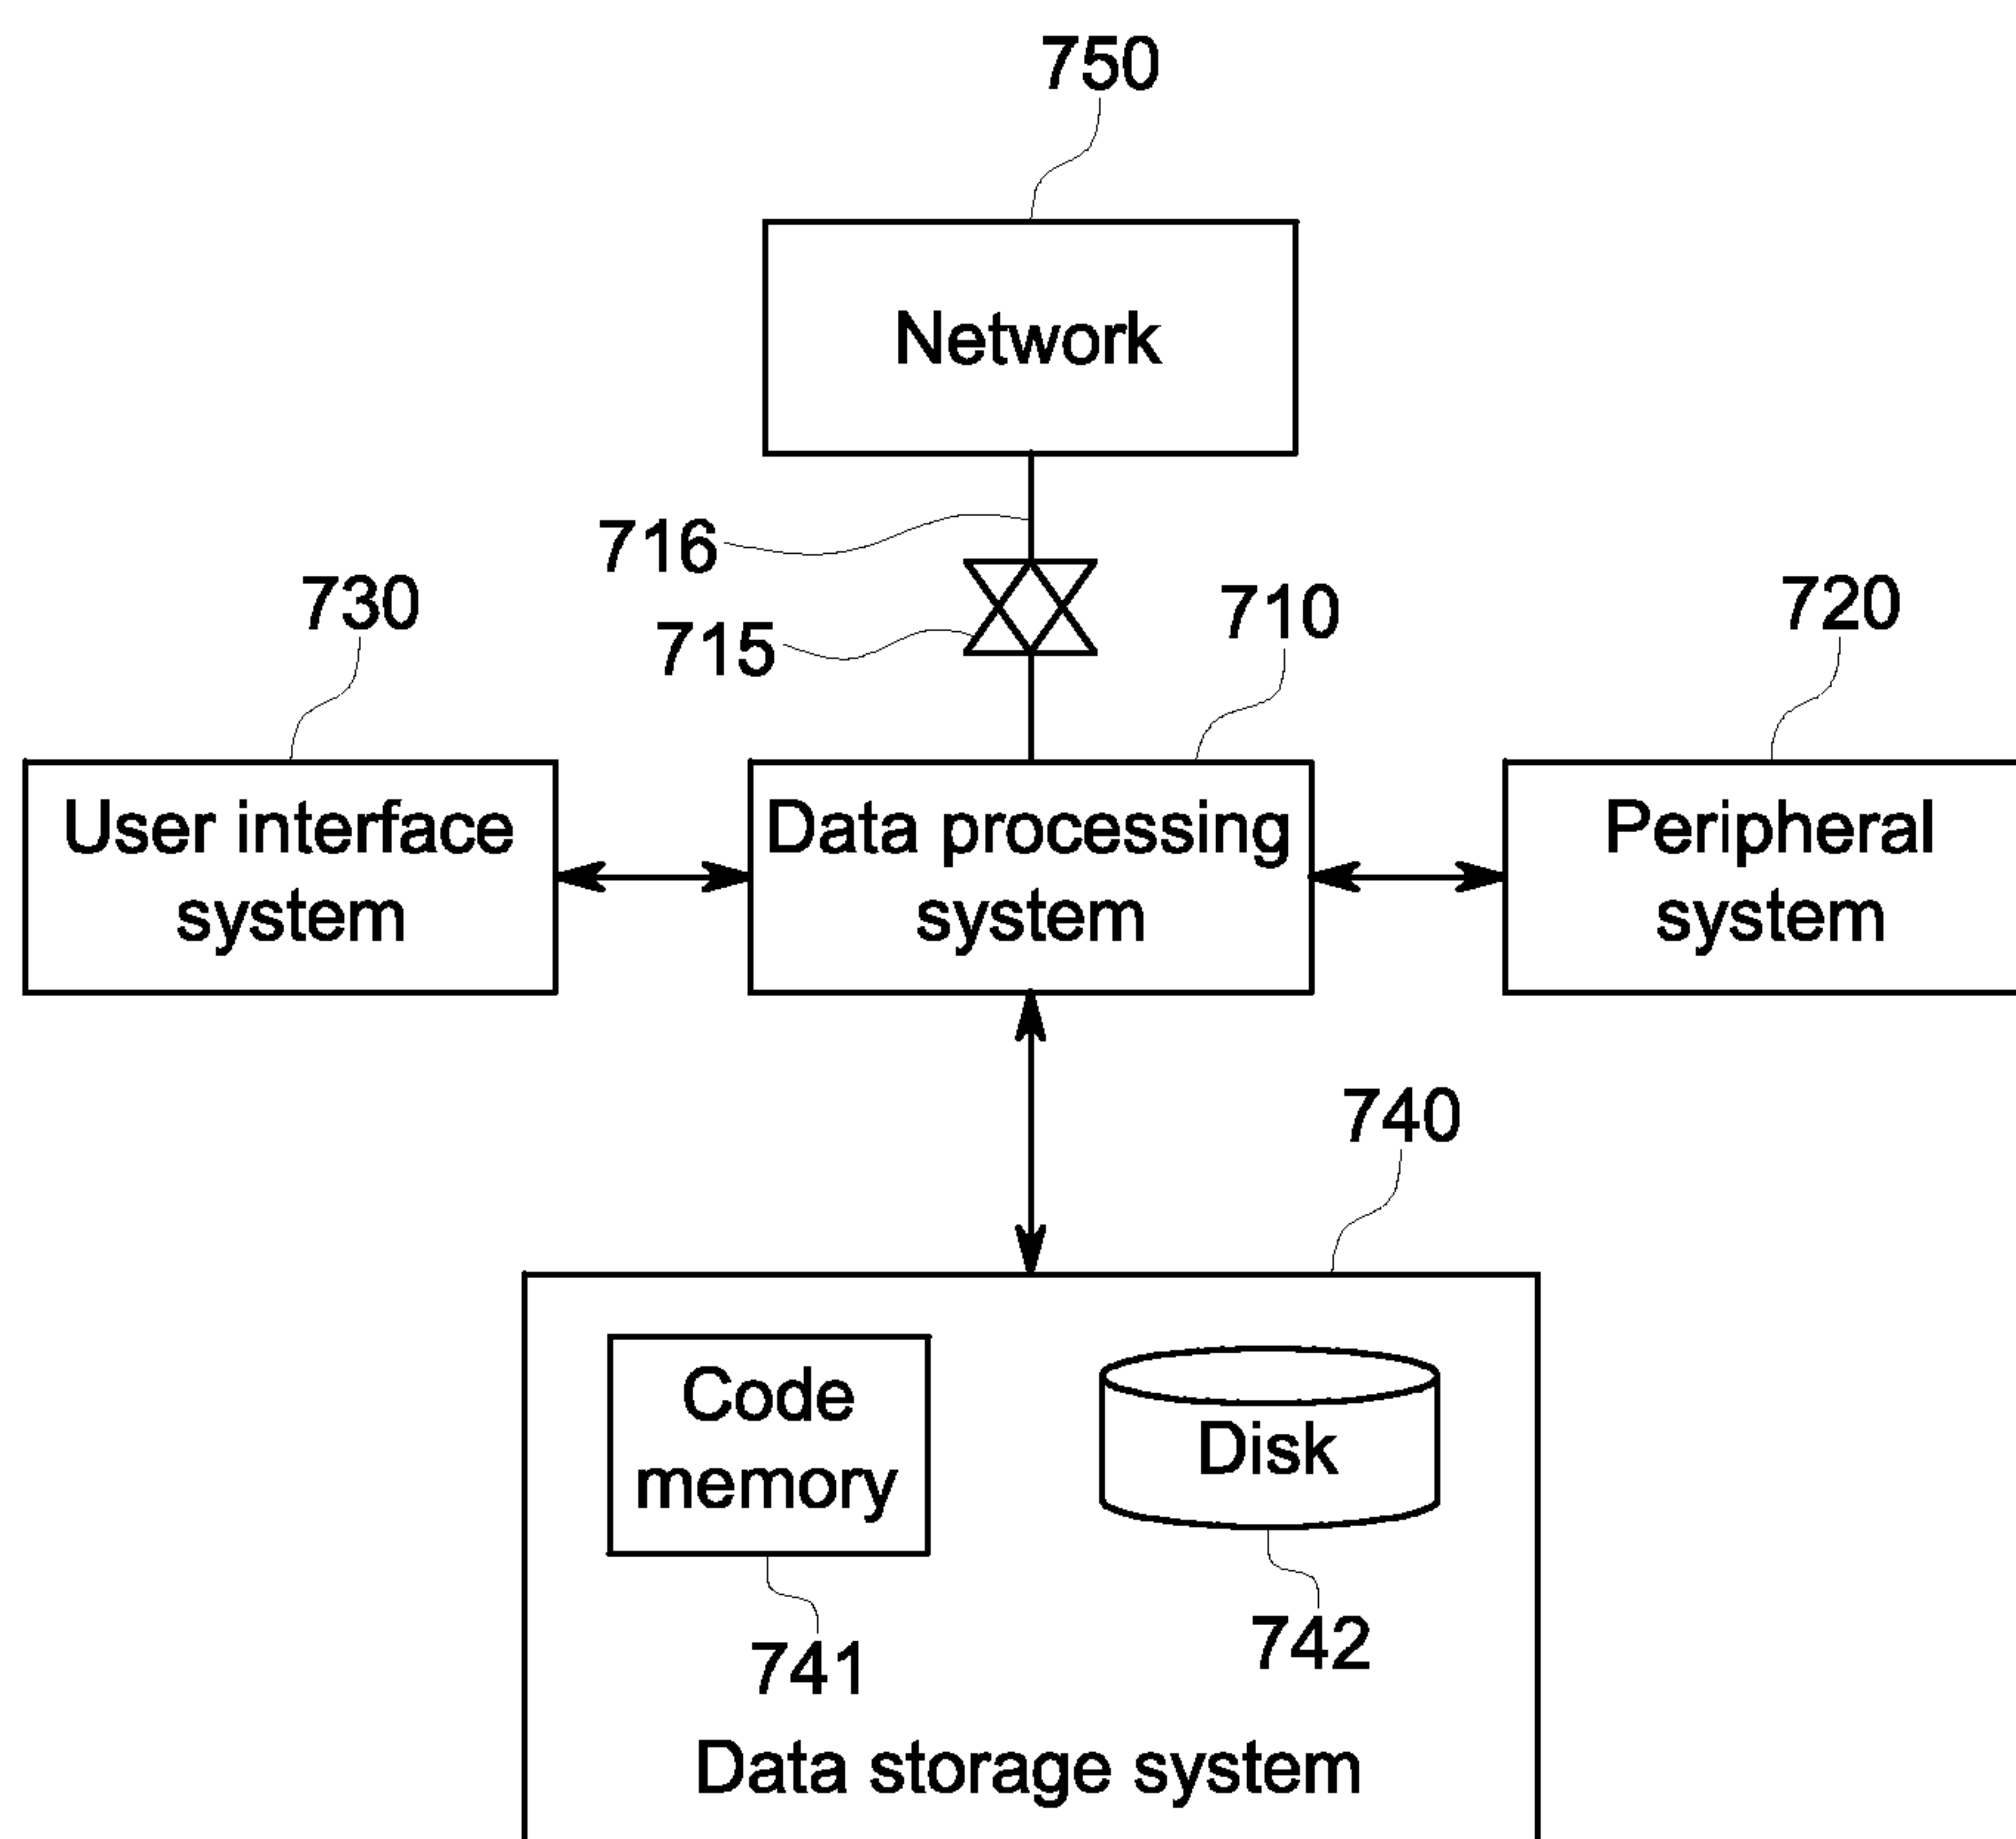 750
Network
716
730
715
710
720
User interface
system
Data processing
system
Peripheral
system
740
Code
memory
Disk
741
742
Data storage system